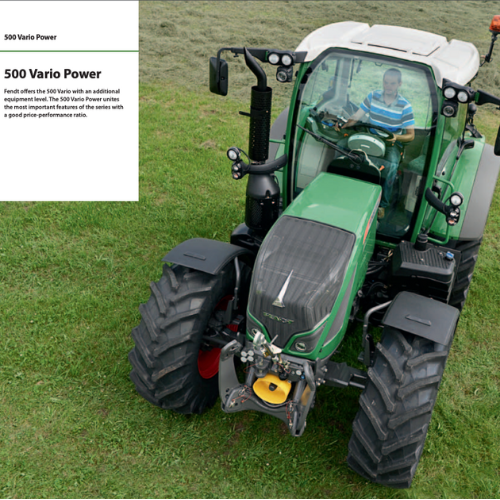 500 Vario Power
500 Vario Power
Fendt offers the 500 Vario with an additional
equipment level. The 500 Vario Power unites
the most important features of the series with
a good price-performance ratio.
FENDT